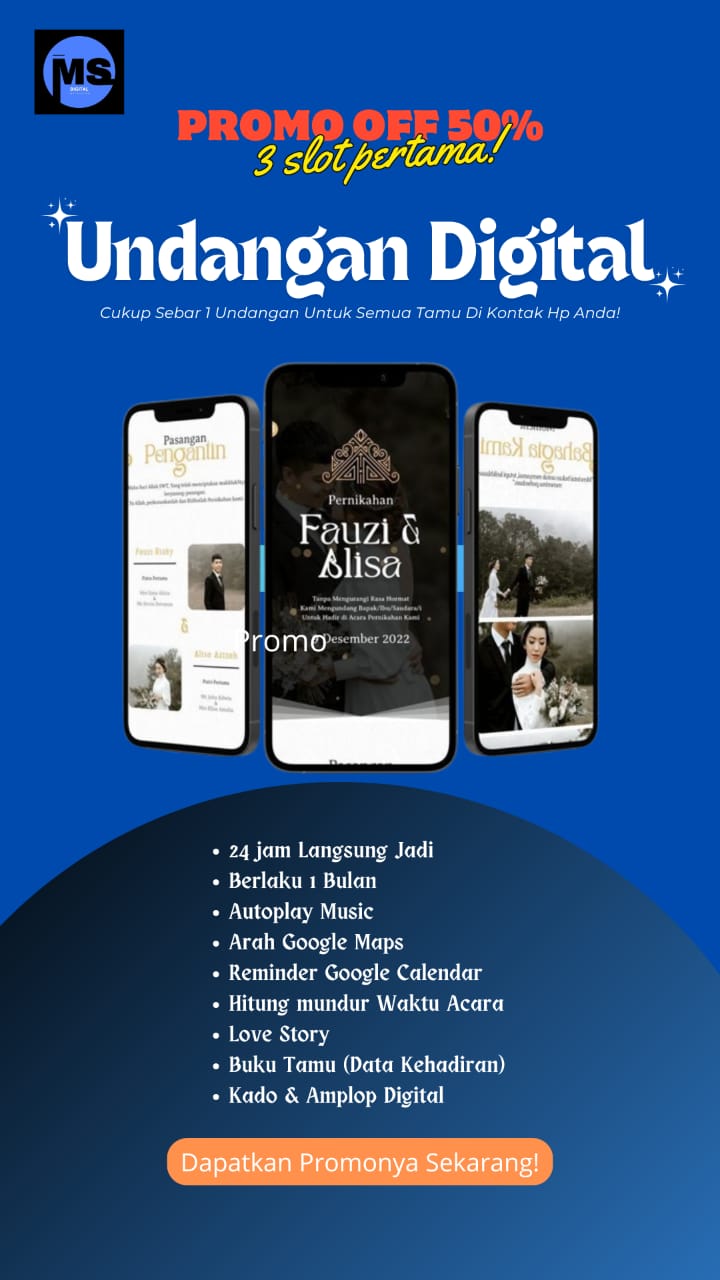 MS
DIGITAL
PROMO OFF 50%
3 slot pertama!
Undangan Digital
Cukup Sebar 1 Undangan Untuk Semua Tamu Di Kontak Hp Anda!
Pasangan
Pengantin
Fauzi Rizky
Putra Pertama
&
Alisa Azizah
Putri Pertama
Pernikahan
Fauzi &
Alisa
Tanpa Mengurangi Rasa Hormat
Kami Mengundang Bapak/Ibu/Saudara/i
Untuk Hadir di Acara Pernikahan Kami
Desember 2022
Promo
Bahagia Kami
24 jam Langsung Jadi
Berlaku 1 Bulan
Autoplay Music
Arah Google Maps
Reminder Google Calendar
Hitung mundur Waktu Acara
Love Story
Buku Tamu (Data Kehadiran)
Kado & Amplop Digital
Dapatkan Promonya Sekarang!